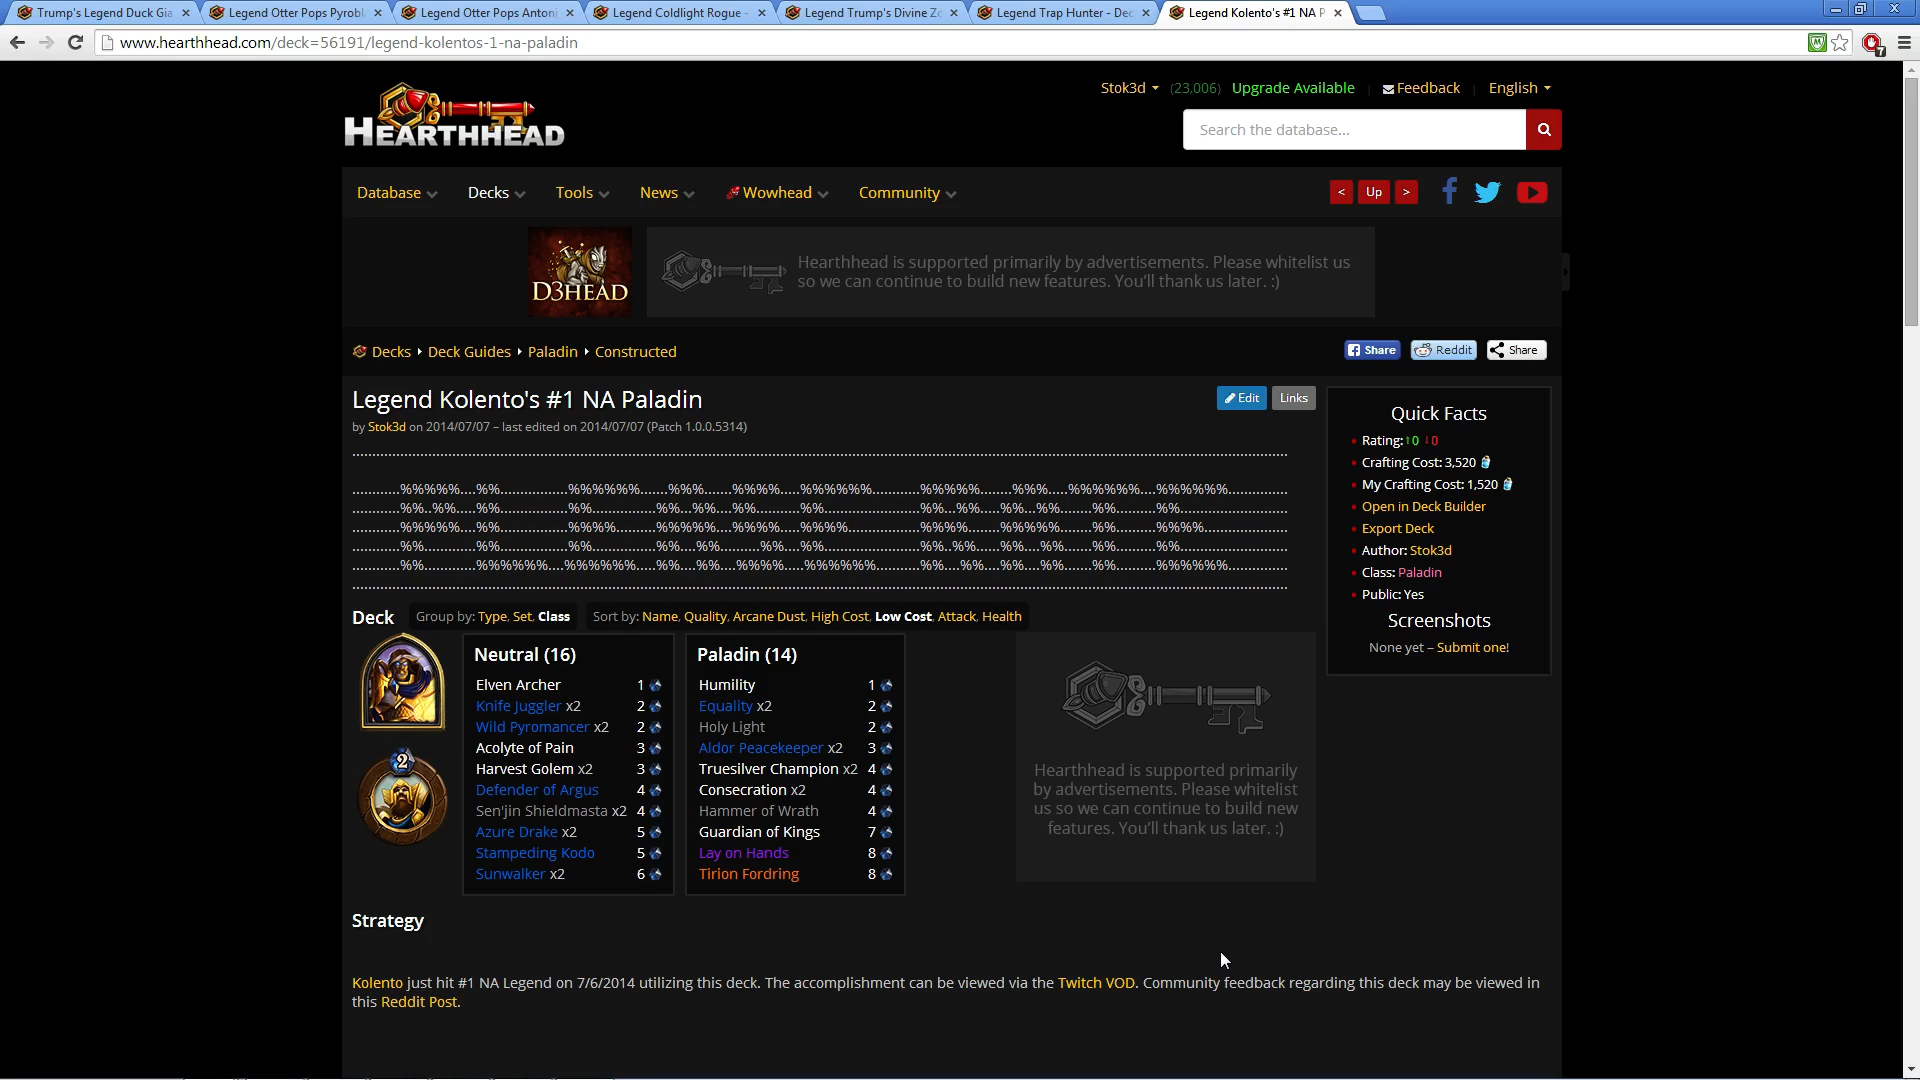 Trump's Legend Duck Gia
Legend Otter Pops Pyrobl
Legend Otter Pops Antoni
Legend Coldlight Rogue -
Legend Trump's Divine Zo
Legend Trap Hunter - Dec
Legend Kolento's #1 NA P
www.hearthhead.com/deck=56191/legend-kolentos-1-na-paladin
7
HEARTHHEAD
Stok3d (23,006) Upgrade Available Feedback English
Search the database...
Database Decks Tools News Wowhead Community
< Up >
D3HEAD
Hearthhead is supported primarily by advertisements. Please whitelist us
so we can continue to build new features. You'll thank us later. :)
Decks Deck Guides Paladin Constructed
Share Reddit Share
Legend Kolento's #1 NA Paladin
Edit Links
by Stok3d on 2014/07/07 – last edited on 2014/07/07 (Patch 1.0.0.5314)
Quick Facts
Rating: 0 0
Crafting Cost: 3,520
My Crafting Cost: 1,520
Open in Deck Builder
Export Deck
Author: Stok3d
Class: Paladin
Public: Yes
Screenshots
None yet – Submit one!
Deck Group by: Type, Set, Class Sort by: Name, Quality, Arcane Dust, High Cost, Low Cost, Attack, Health
2
Neutral (16)
Elven Archer 1
Knife Juggler x2 2
Wild Pyromancer x2 2
Acolyte of Pain 3
Harvest Golem x2 3
Defender of Argus 4
Sen'jin Shieldmasta x2 4
Azure Drake x2 5
Stampeding Kodo 5
Sunwalker x2 6
Paladin (14)
Humility 1
Equality x2 2
Holy Light 2
Aldor Peacekeeper x2 3
Truesilver Champion x2 4
Consecration x2 4
Hammer of Wrath 4
Guardian of Kings 7
Lay on Hands 8
Tirion Fordring 8
Hearthhead is supported primarily
by advertisements. Please whitelist
us so we can continue to build new
features. You'll thank us later. :)
Strategy
Kolento just hit #1 NA Legend on 7/6/2014 utilizing this deck. The accomplishment can be viewed via the Twitch VOD. Community feedback regarding this deck may be viewed in
this Reddit Post.